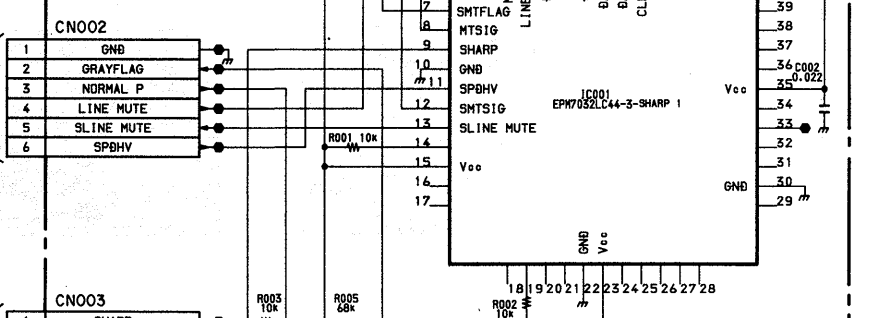 CN002
1 GND
2 GRAYFLAG
3 NORMAL P
4 LINE MUTE
5 SLINE MUTE
6 SPDHV
7 SMTFLAG
8 MTSIG
9 SHARP
10 GND
11 SPDHV
12 SMTSIG
13 SLINE MUTE
14
15 Vcc
16
17
R001 10k
LINE
IC001
EPM7032LC44-3-SHARP 1
39
38
37
36
Vcc 35
34
33
32
31
GND 30
29
C002
0.022
GND
Vcc
18 19 20 21 22 23 24 25 26 27 28
R002
10k
CN003
R003
10k
R005
68k